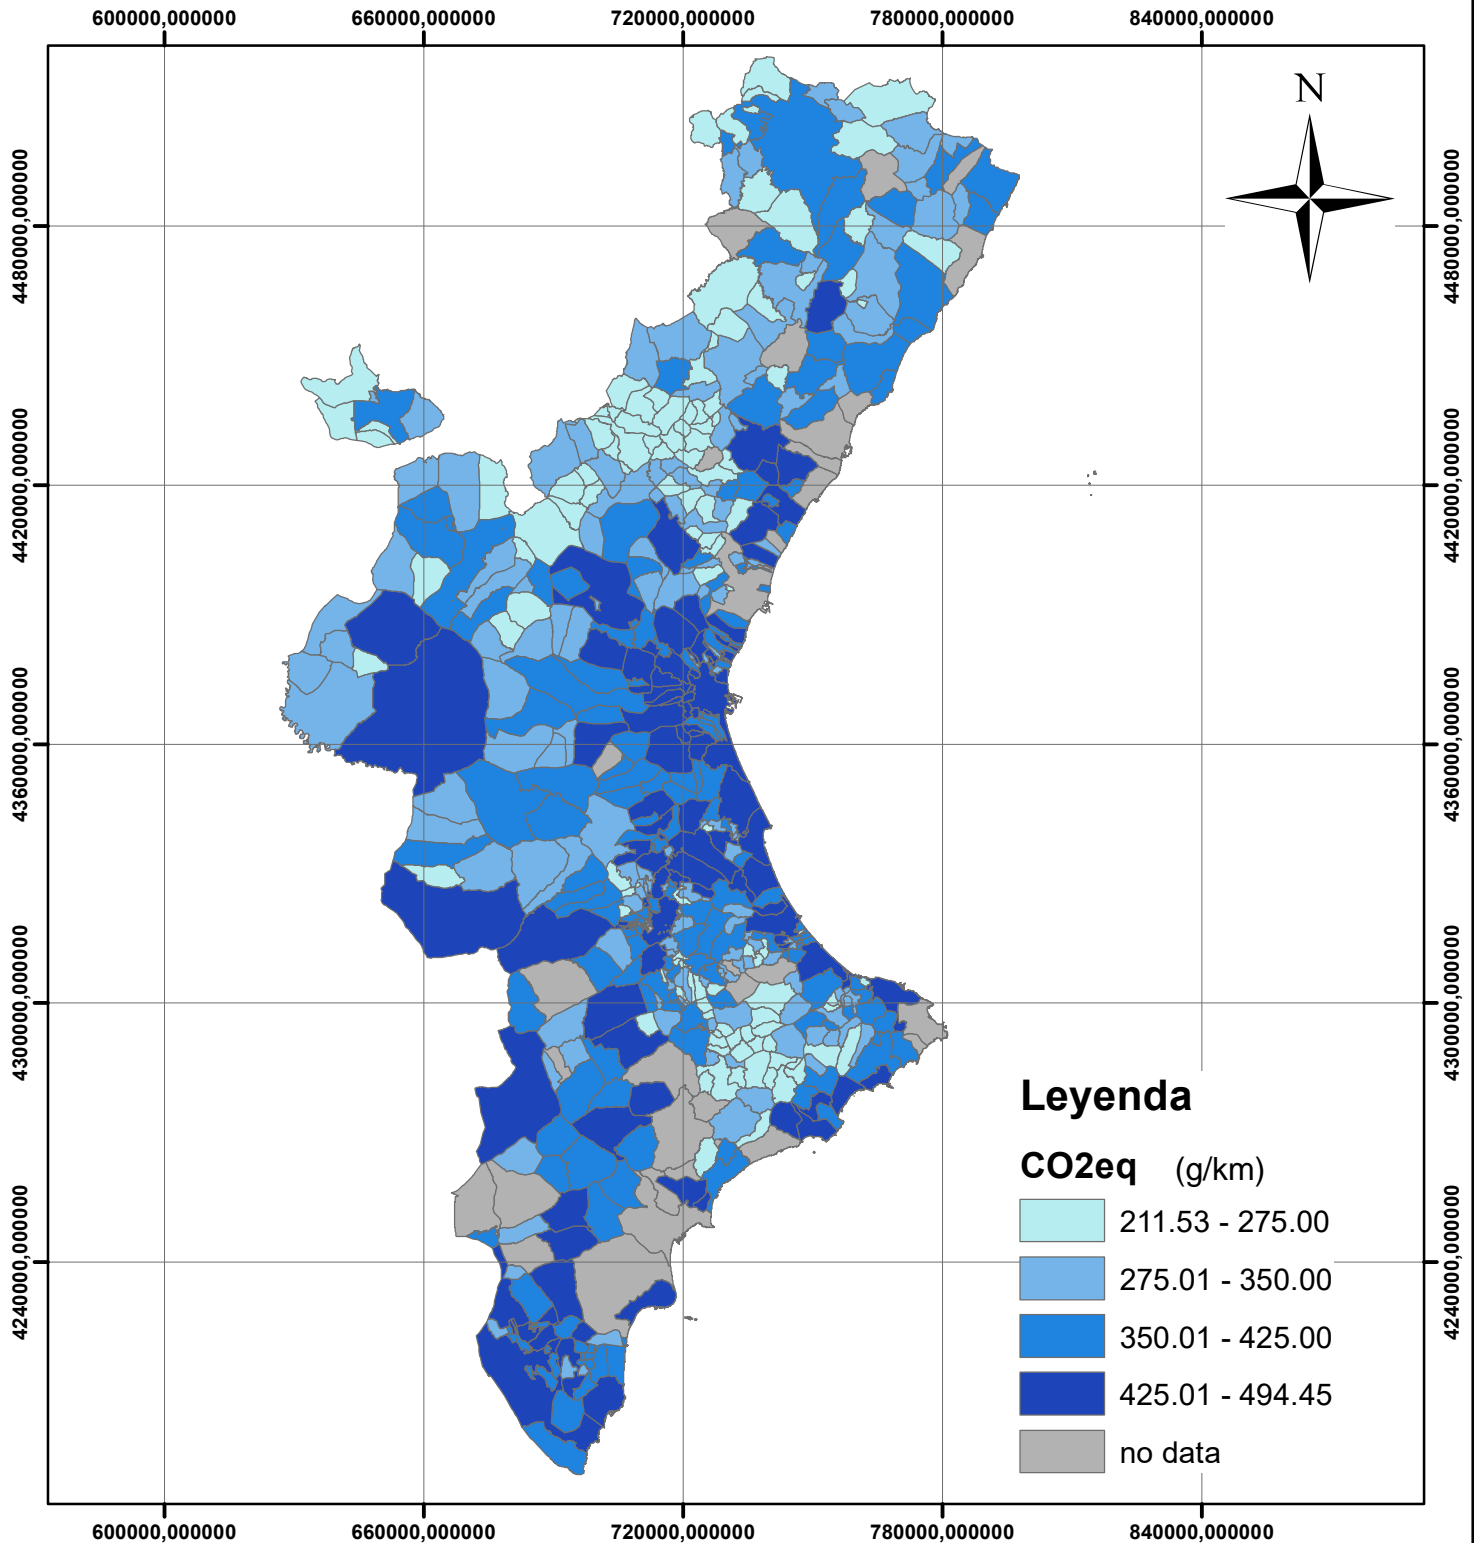 600000,000000 660000,000000 720000,000000 780000,000000 840000,000000
N
4480000,000000 4480000,000000
4420000,000000 4420000,000000
4360000,000000 4360000,000000
4300000,000000 4300000,000000
Leyenda
CO2eq (g/km)
211.53 - 275.00
4240000,000000 4240000,000000
275.01 - 350.00
350.01 - 425.00
425.01 - 494.45
no data
600000,000000 660000,000000 720000,000000 780000,000000 840000,000000